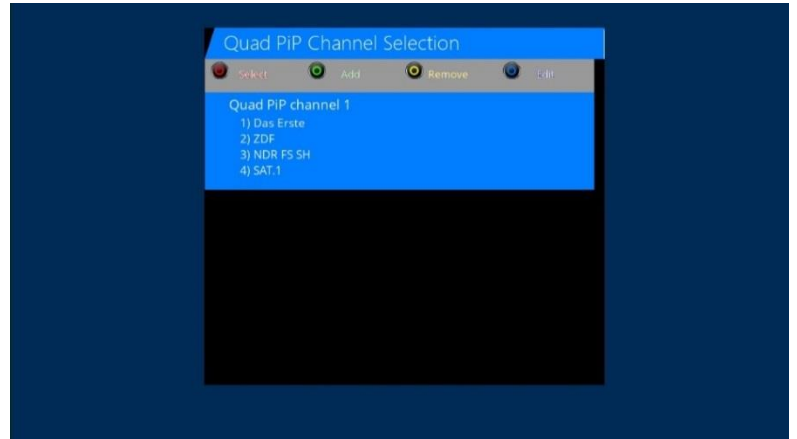 Quad PiP Channel Selection
Select Add Remove Edit
Quad PiP channel 1
1) Das Erste
2) ZDF
3) NDR FS SH
4) SAT.1